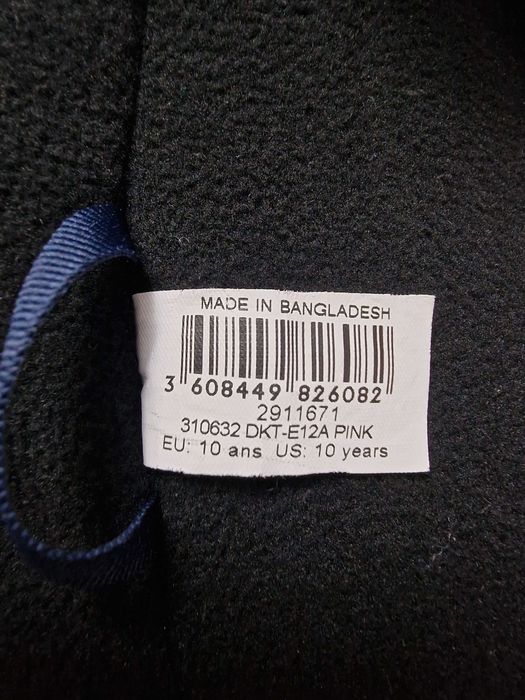 MADE IN BANGLADESH
3 608449 826082
2911671
310632 DKT-E12A PINK
EU: 10 ans US: 10 years